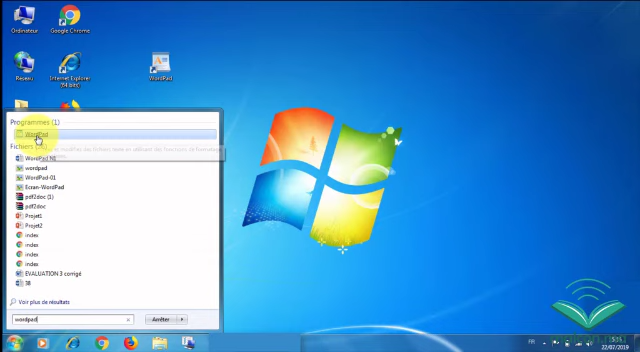 Ordinateur
Google Chrome
Réseau
Internet Explorer
(64 bits)
WordPad
Programmes (1)
WordPad
WordPad N1
wordpad
WordPad-01
Ecran-WordPad
pdf2doc (1)
pdf2doc
Projet1
Projet2
index
index
index
index
EVALUATION 3 corrigé
38
Voir plus de résultats
wordpad
Arrêter
FR
22/07/2019